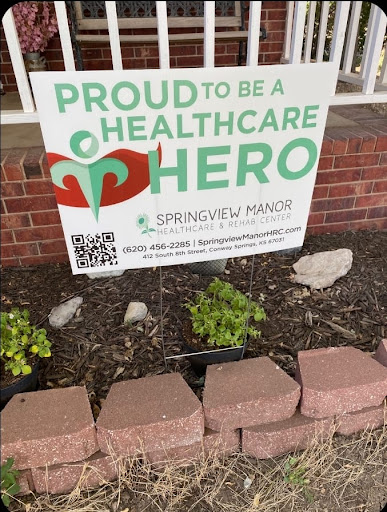 PROUD TO BE A
HEALTHCARE
HERO
SPRINGVIEW MANOR
HEALTHCARE & REHAB CENTER
(620) 456-2285 | SpringviewManorHRC.com
412 South 8th Street, Conway Springs, KS 67031